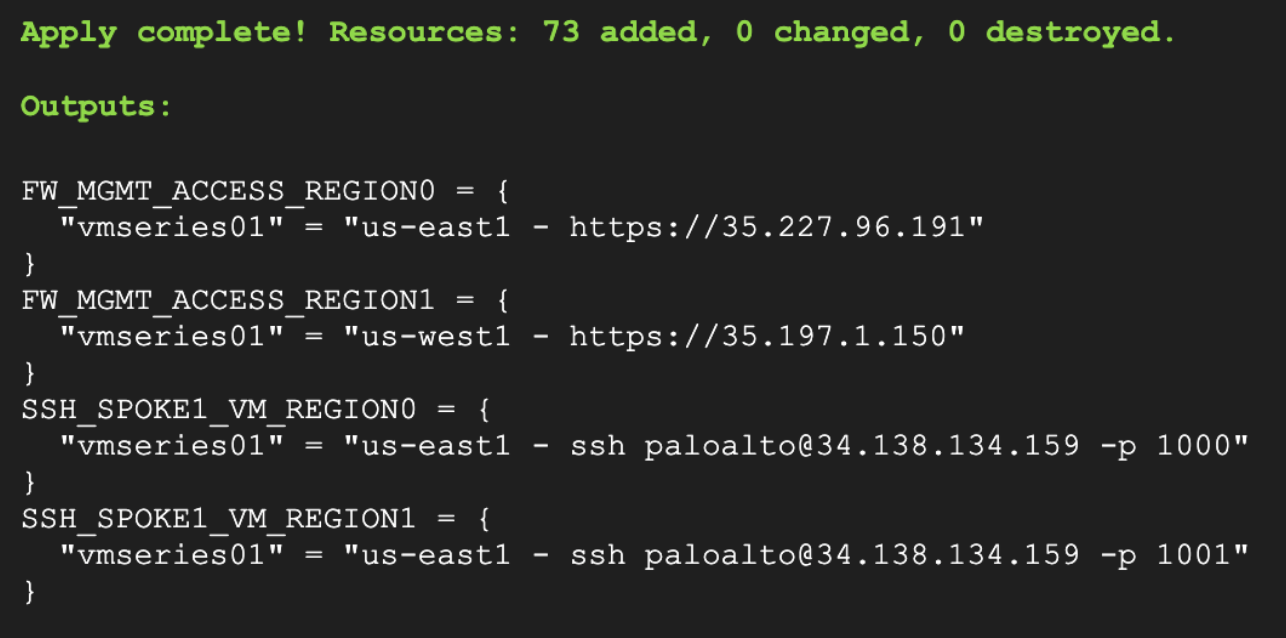 Apply complete! Resources: 73 added, 0 changed, 0 destroyed.
Outputs:
FW_MGMT_ACCESS_REGION0 = {
"vmseries01" = "us-east1 - https://35.227.96.191"
}
FW_MGMT_ACCESS_REGION1 = {
"vmseries01" = "us-west1 - https://35.197.1.150"
}
SSH_SPOKE1_VM_REGION0 = {
"vmseries01" = "us-east1 - ssh paloalto@34.138.134.159 -p 1000"
}
SSH_SPOKE1_VM_REGION1 = {
"vmseries01" = "us-east1 - ssh paloalto@34.138.134.159 -p 1001"
}